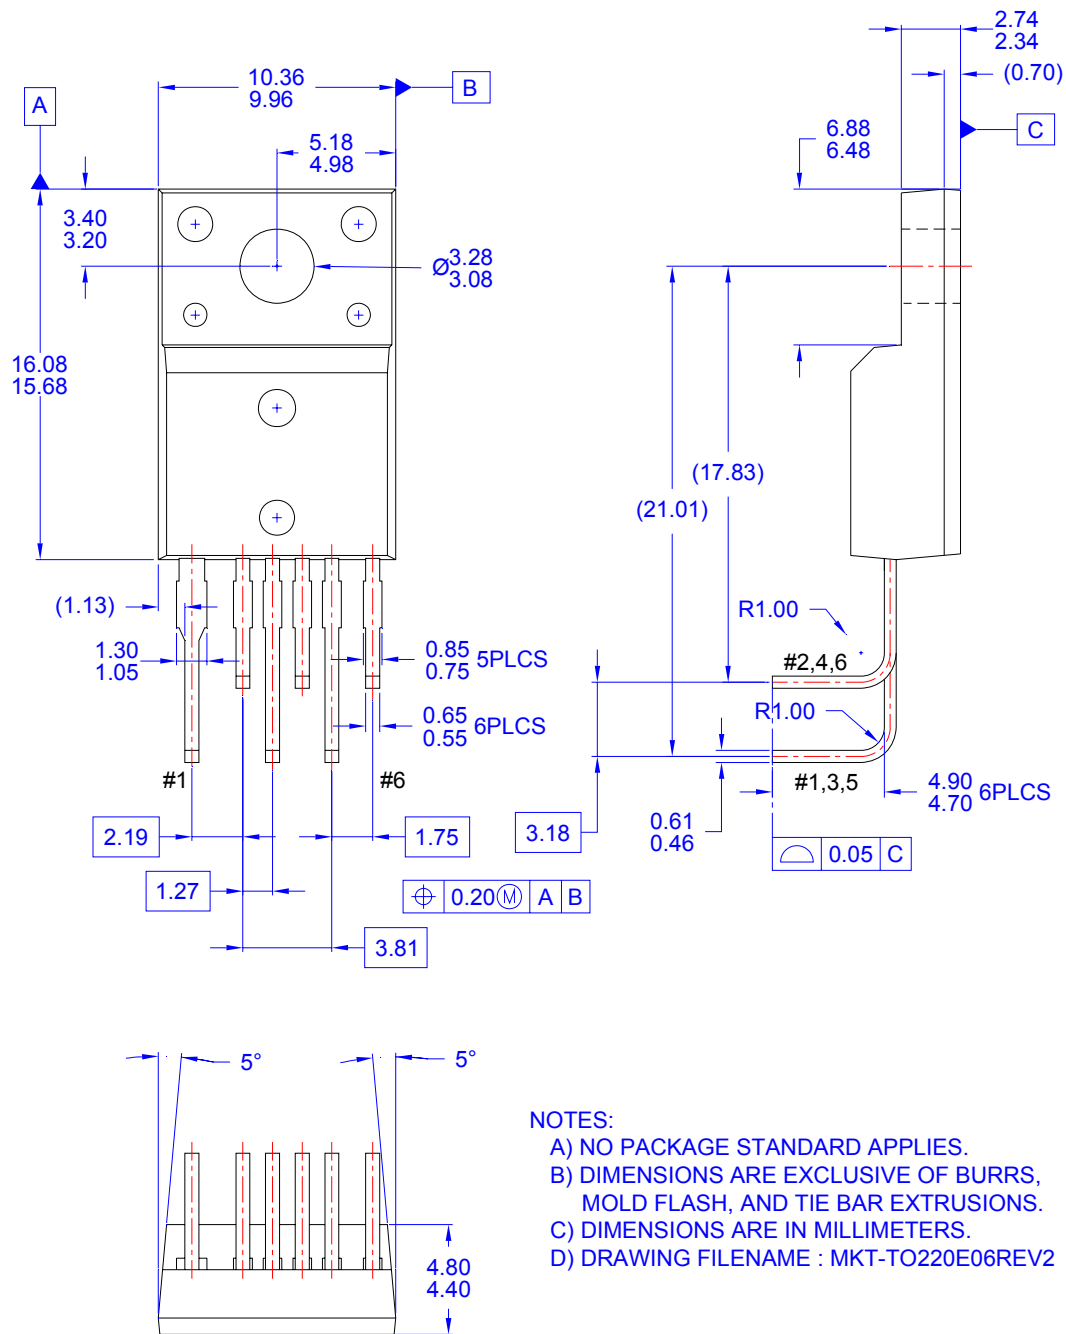 2.74
2.34
(0.70)
10.36
9.96
B
A
C
5.18
4.98
6.88
6.48
3.40
3.20
Ø3.28
3.08
16.08
15.68
(17.83)
(21.01)
(1.13)
R1.00
1.30
1.05
0.85
0.75 5PLCS
#2,4,6
0.65
0.55 6PLCS
R1.00
#1
#6
#1,3,5
4.90
4.70 6PLCS
2.19
1.75
3.18
0.61
0.46
⌓ 0.05 C
1.27
⌖ 0.20Ⓜ A B
3.81
5°
5°
NOTES:
A) NO PACKAGE STANDARD APPLIES.
B) DIMENSIONS ARE EXCLUSIVE OF BURRS,
MOLD FLASH, AND TIE BAR EXTRUSIONS.
C) DIMENSIONS ARE IN MILLIMETERS.
D) DRAWING FILENAME : MKT-TO220E06REV2
4.80
4.40